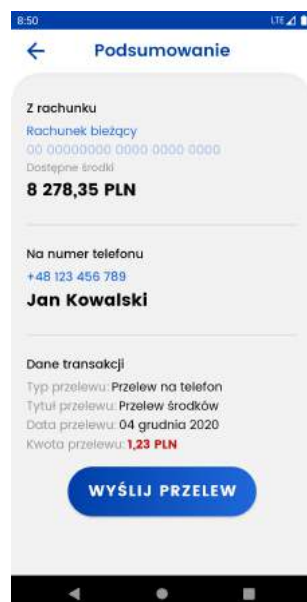 8:50 LTE
Podsumowanie
Z rachunku
Rachunek bieżący
00 00000000 0000 0000 0000
Dostępne środki
8 278,35 PLN
Na numer telefonu
+48 123 456 789
Jan Kowalski
Dane transakcji
Typ przelewu: Przelew na telefon
Tytuł przelewu: Przelew środków
Data przelewu: 04 grudnia 2020
Kwota przelewu: 1,23 PLN
WYŚLIJ PRZELEW